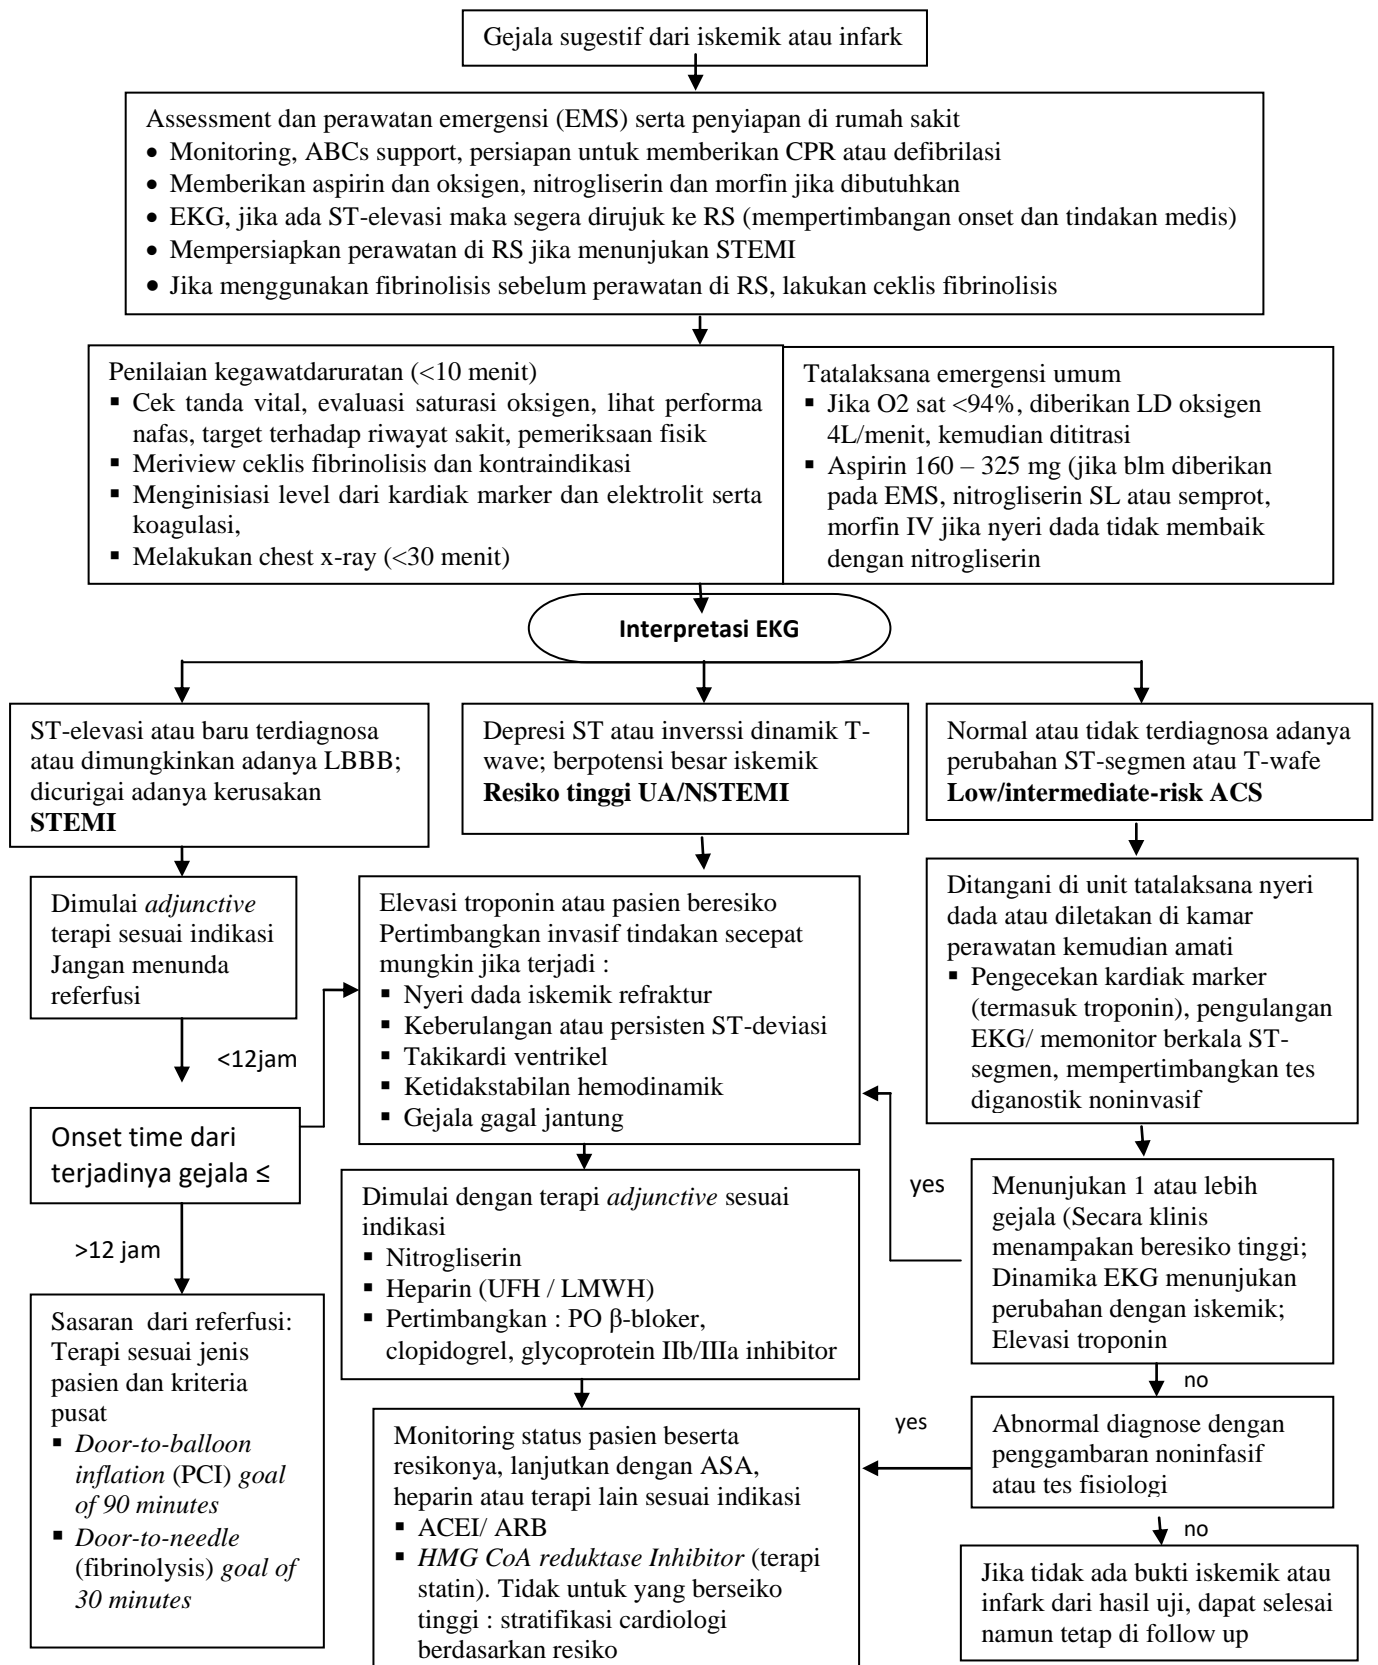 Gejala sugestif dari iskemik atau infark
Assessment dan perawatan emergensi (EMS) serta penyiapan di rumah sakit
• Monitoring, ABCs support, persiapan untuk memberikan CPR atau defibrilasi
• Memberikan aspirin dan oksigen, nitrogliserin dan morfin jika dibutuhkan
• EKG, jika ada ST-elevasi maka segera dirujuk ke RS (mempertimbangan onset dan tindakan medis)
• Mempersiapkan perawatan di RS jika menunjukan STEMI
• Jika menggunakan fibrinolisis sebelum perawatan di RS, lakukan ceklis fibrinolisis
Penilaian kegawatdaruratan (<10 menit)
▪ Cek tanda vital, evaluasi saturasi oksigen, lihat performa
nafas, target terhadap riwayat sakit, pemeriksaan fisik
▪ Meriview ceklis fibrinolisis dan kontraindikasi
▪ Menginisiasi level dari kardiak marker dan elektrolit serta
koagulasi,
▪ Melakukan chest x-ray (<30 menit)
Tatalaksana emergensi umum
▪ Jika O2 sat <94%, diberikan LD oksigen
4L/menit, kemudian dititrasi
▪ Aspirin 160 – 325 mg (jika blm diberikan
pada EMS, nitrogliserin SL atau semprot,
morfin IV jika nyeri dada tidak membaik
dengan nitrogliserin
Interpretasi EKG
ST-elevasi atau baru terdiagnosa
atau dimungkinkan adanya LBBB;
dicurigai adanya kerusakan
STEMI
Depresi ST atau inverssi dinamik T-
wave; berpotensi besar iskemik
Resiko tinggi UA/NSTEMI
Normal atau tidak terdiagnosa adanya
perubahan ST-segmen atau T-wafe
Low/intermediate-risk ACS
Dimulai adjunctive
terapi sesuai indikasi
Jangan menunda
referfusi
<12jam
Onset time dari
terjadinya gejala ≤
>12 jam
Sasaran dari referfusi:
Terapi sesuai jenis
pasien dan kriteria
pusat
▪ Door-to-balloon
inflation (PCI) goal
of 90 minutes
▪ Door-to-needle
(fibrinolysis) goal of
30 minutes
Elevasi troponin atau pasien beresiko
Pertimbangkan invasif tindakan secepat
mungkin jika terjadi :
▪ Nyeri dada iskemik refraktur
▪ Keberulangan atau persisten ST-deviasi
▪ Takikardi ventrikel
▪ Ketidakstabilan hemodinamik
▪ Gejala gagal jantung
Dimulai dengan terapi adjunctive sesuai
indikasi
▪ Nitrogliserin
▪ Heparin (UFH / LMWH)
▪ Pertimbangkan : PO β-bloker,
clopidogrel, glycoprotein IIb/IIIa inhibitor
Monitoring status pasien beserta
resikonya, lanjutkan dengan ASA,
heparin atau terapi lain sesuai indikasi
▪ ACEI/ ARB
▪ HMG CoA reduktase Inhibitor (terapi
statin). Tidak untuk yang berseiko
tinggi : stratifikasi cardiologi
berdasarkan resiko
Ditangani di unit tatalaksana nyeri
dada atau diletakan di kamar
perawatan kemudian amati
▪ Pengecekan kardiak marker
(termasuk troponin), pengulangan
EKG/ memonitor berkala ST-
segmen, mempertimbangkan tes
diganostik noninvasif
yes
Menunjukan 1 atau lebih
gejala (Secara klinis
menampakan beresiko tinggi;
Dinamika EKG menunjukan
perubahan dengan iskemik;
Elevasi troponin
no
yes
Abnormal diagnose dengan
penggambaran noninfasif
atau tes fisiologi
no
Jika tidak ada bukti iskemik atau
infark dari hasil uji, dapat selesai
namun tetap di follow up